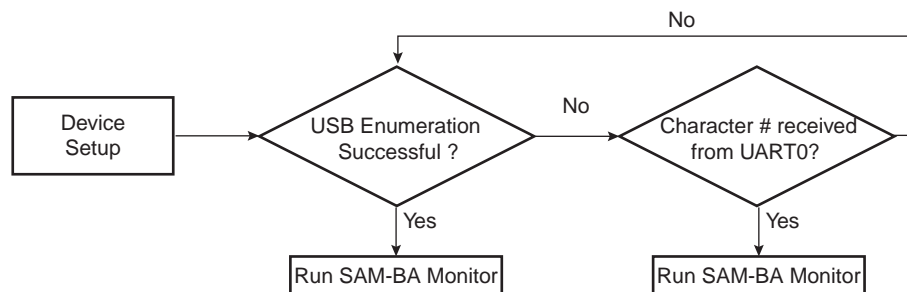 No
Device
Setup
USB Enumeration
Successful ?
No
Character # received
from UART0?
Yes
Yes
Run SAM-BA Monitor
Run SAM-BA Monitor